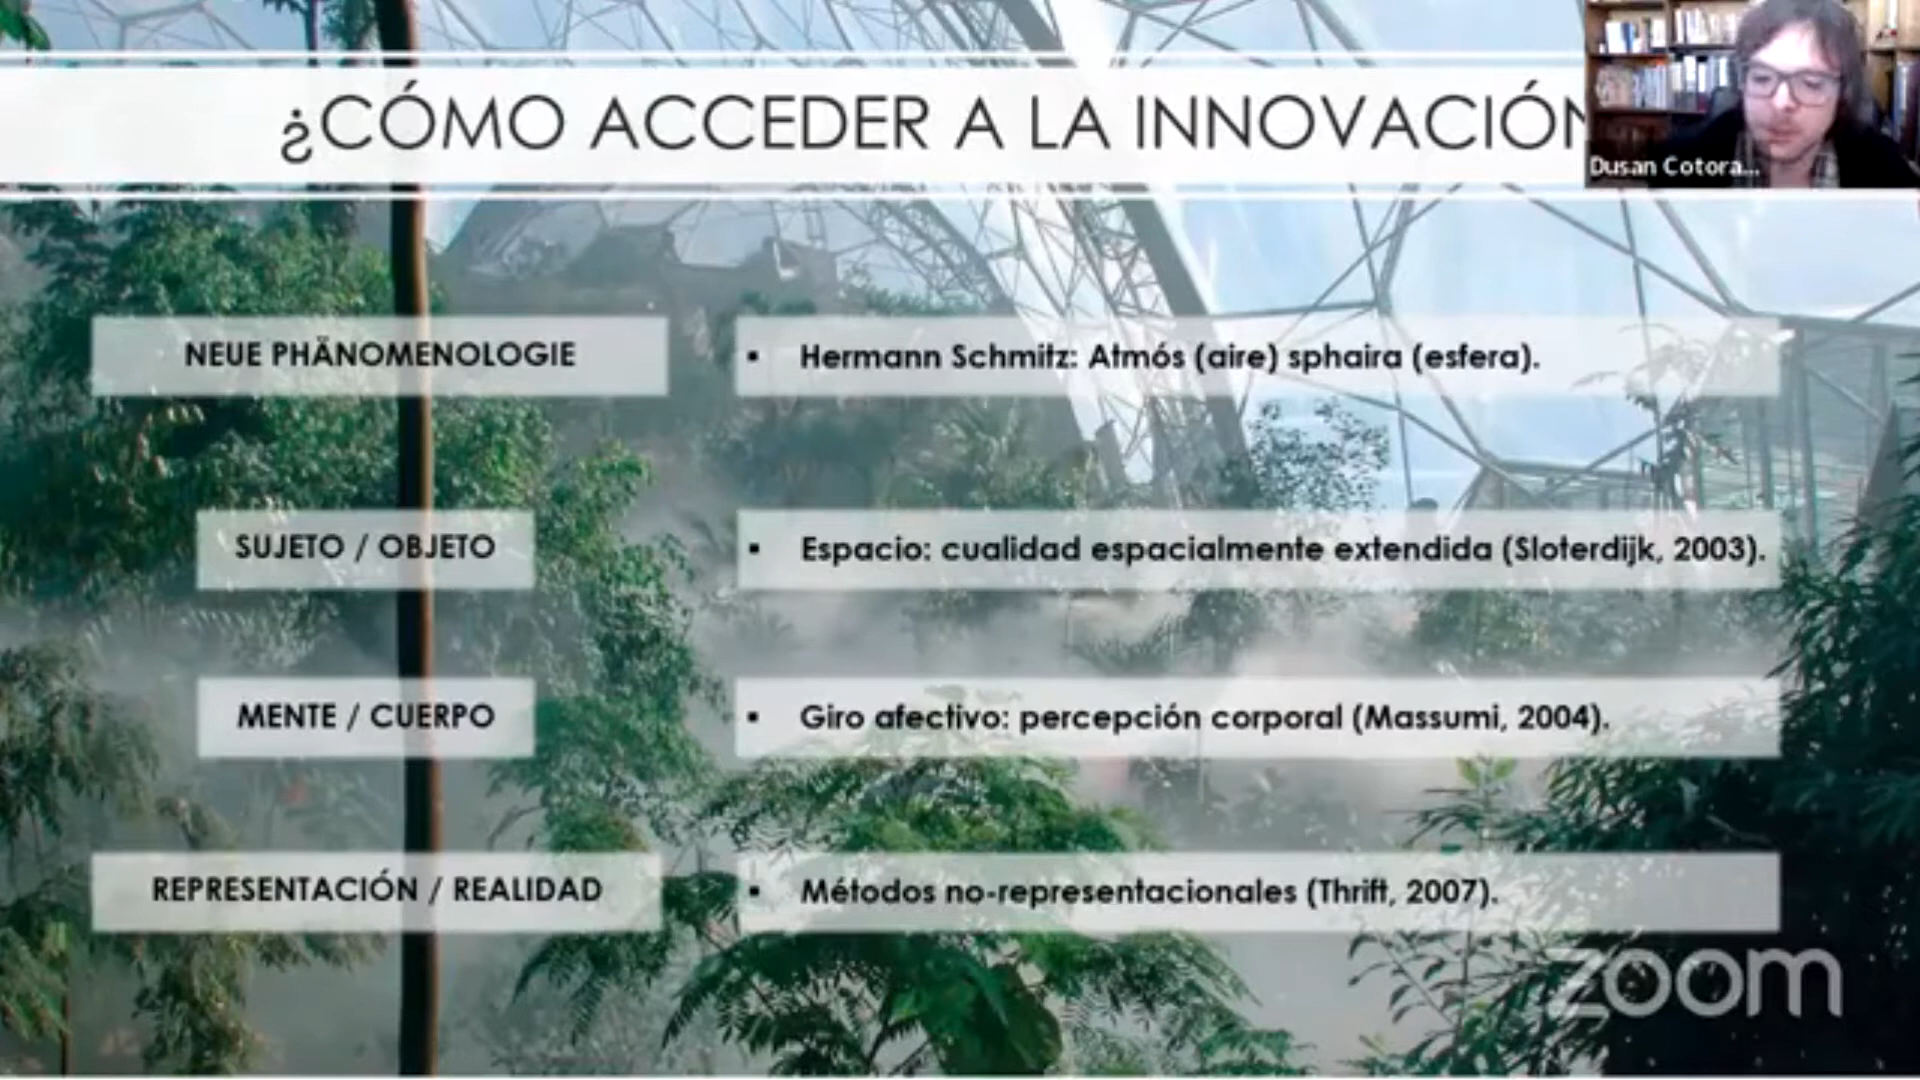 ¿CÓMO ACCEDER A LA INNOVACIÓN
Dusan Cotora...
NEUE PHÄNOMENOLOGIE
▪ Hermann Schmitz: Atmós (aire) sphaira (esfera).
SUJETO / OBJETO
▪ Espacio: cualidad espacialmente extendida (Sloterdijk, 2003).
MENTE / CUERPO
▪ Giro afectivo: percepción corporal (Massumi, 2004).
REPRESENTACIÓN / REALIDAD
▪ Métodos no-representacionales (Thrift, 2007).
zoom